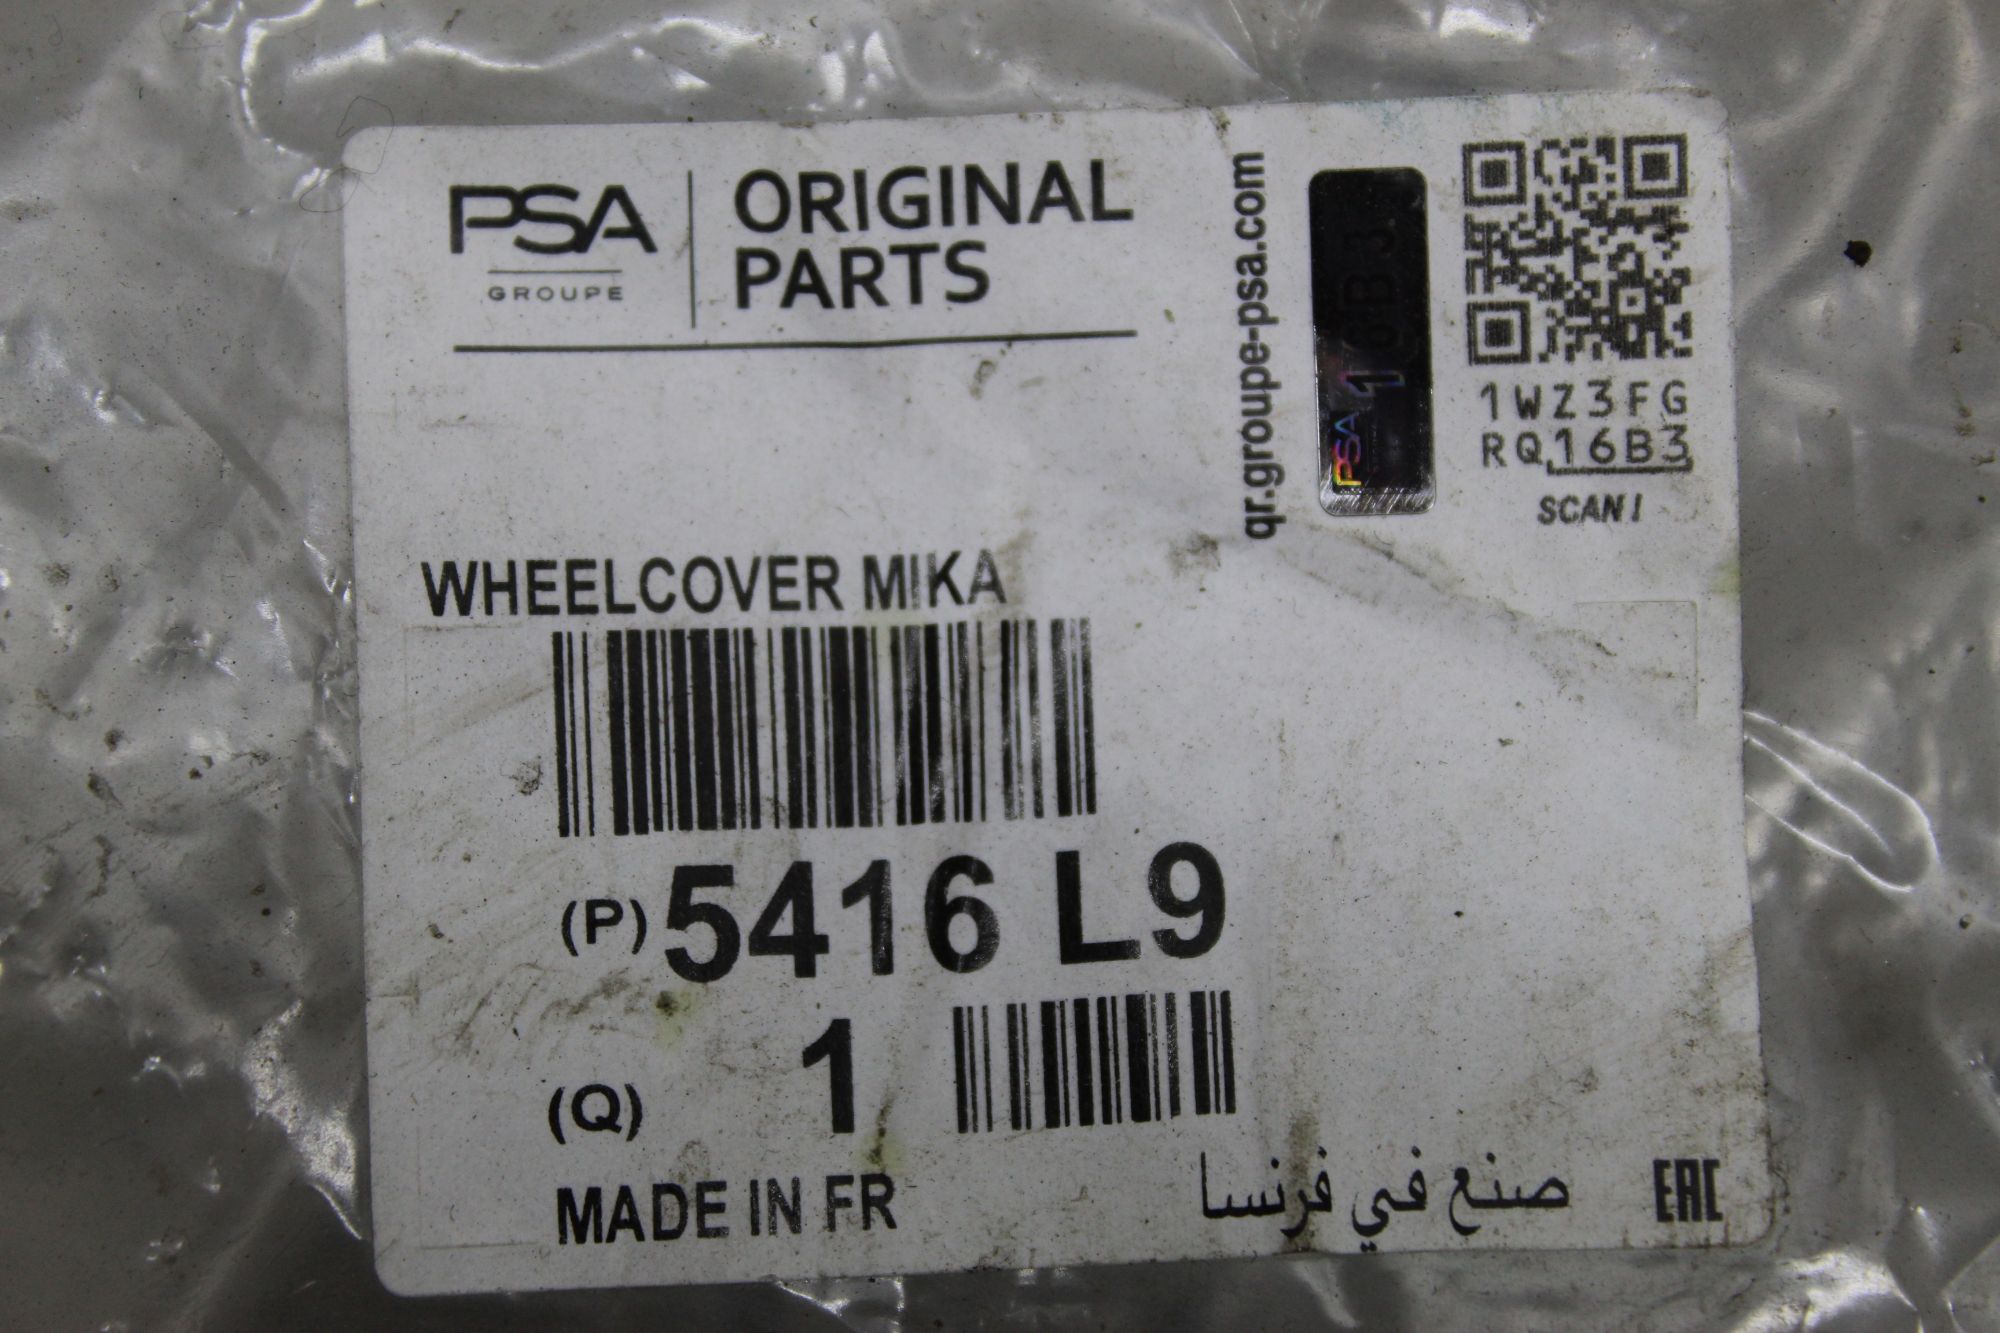 PSA
GROUPE
ORIGINAL
PARTS
qr.groupe-psa.com
PSA 16B3
1WZ3FG
RQ16B3
SCAN!
WHEELCOVER MIKA
(P) 5416 L9
(Q) 1
MADE IN FR
صنع في فرنسا
EAC